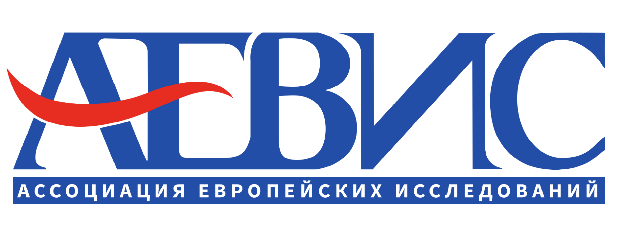 АЕВИС
АССОЦИАЦИЯ ЕВРОПЕЙСКИХ ИССЛЕДОВАНИЙ